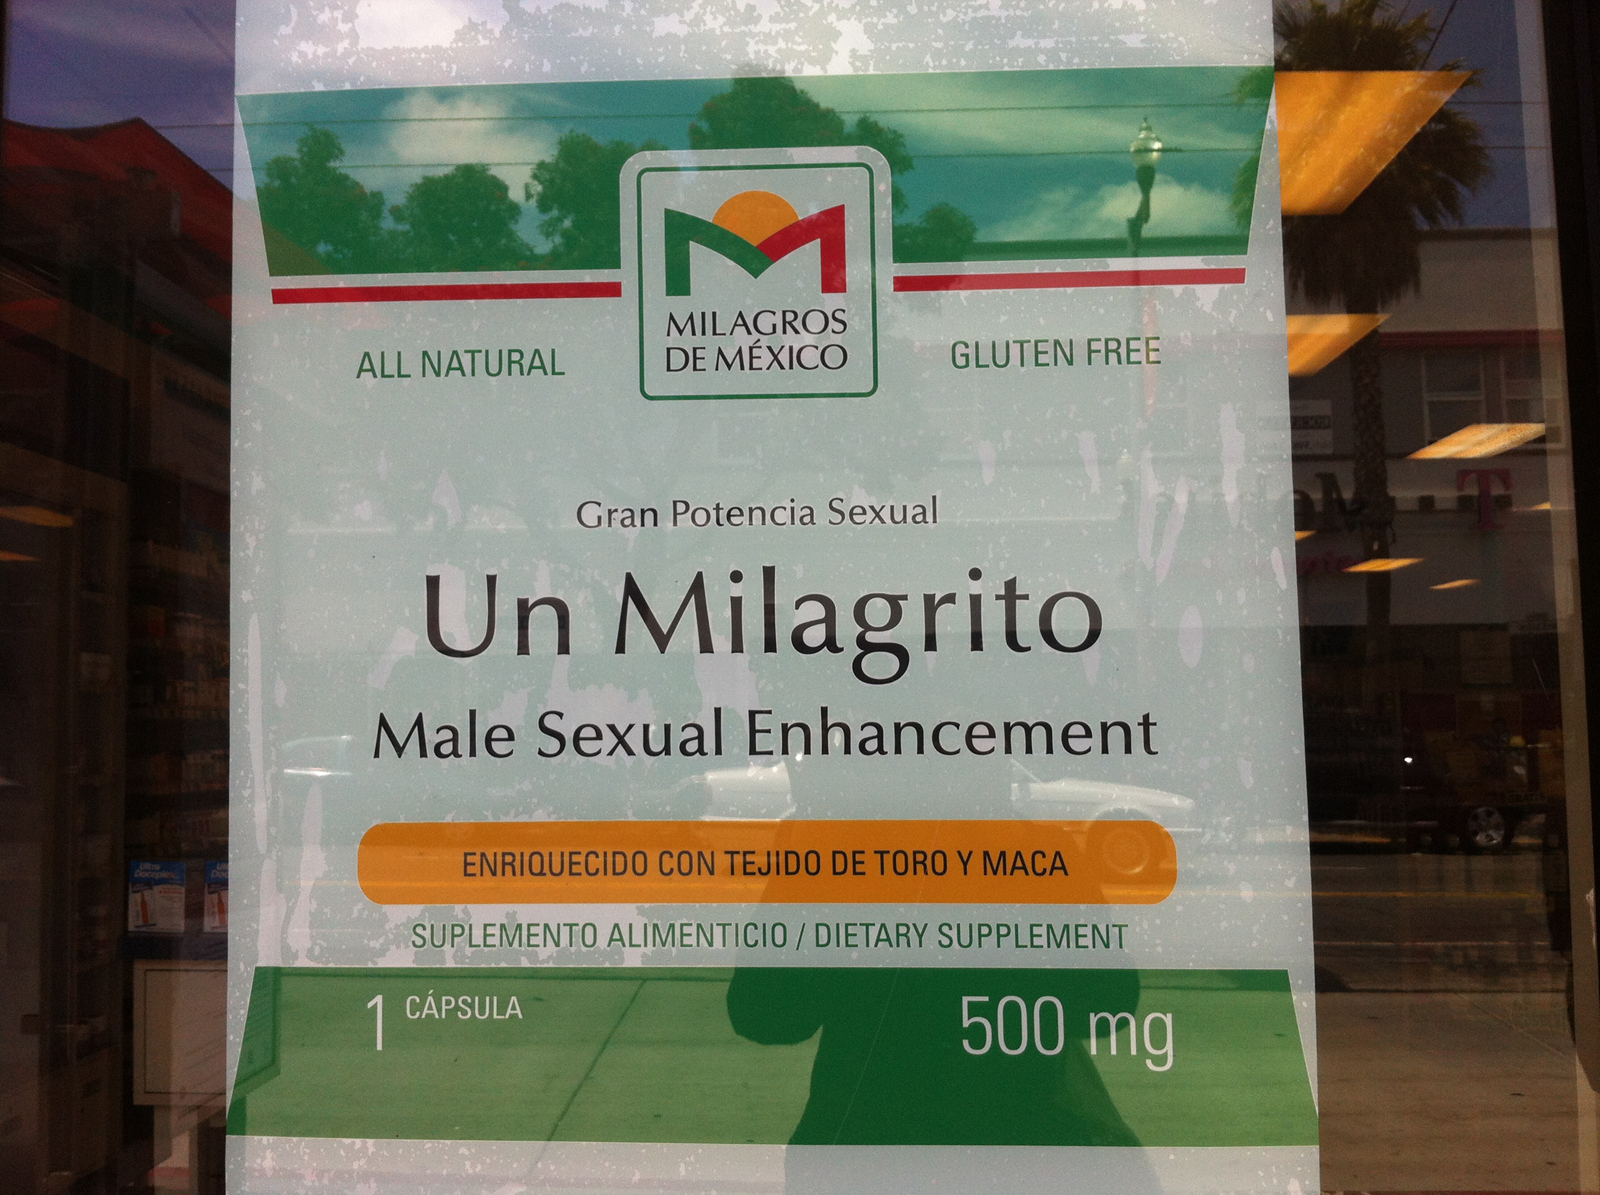 MILAGROS
DE MÉXICO
ALL NATURAL
GLUTEN FREE
Gran Potencia Sexual
Un Milagrito
Male Sexual Enhancement
ENRIQUECIDO CON TEJIDO DE TORO Y MACA
SUPLEMENTO ALIMENTICIO / DIETARY SUPPLEMENT
1 CÁPSULA
500 mg